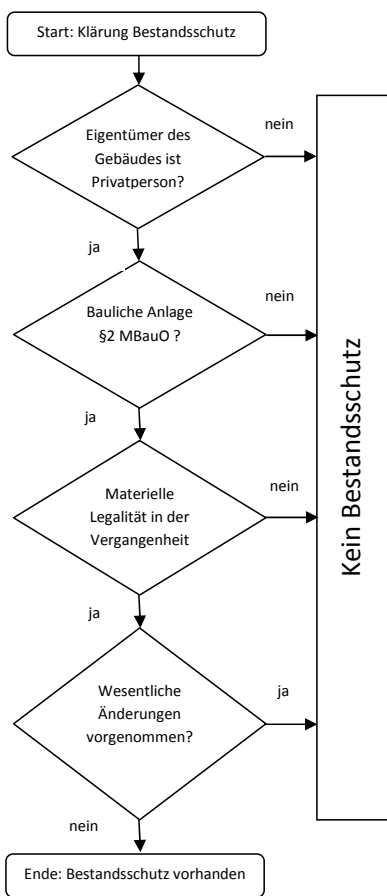 Start: Klärung Bestandsschutz
Eigentümer des
Gebäudes ist
Privatperson?
nein
ja
Bauliche Anlage
§2 MBauO ?
nein
ja
Materielle
Legalität in der
Vergangenheit
nein
ja
Wesentliche
Änderungen
vorgenommen?
ja
nein
Ende: Bestandsschutz vorhanden
Kein Bestandsschutz